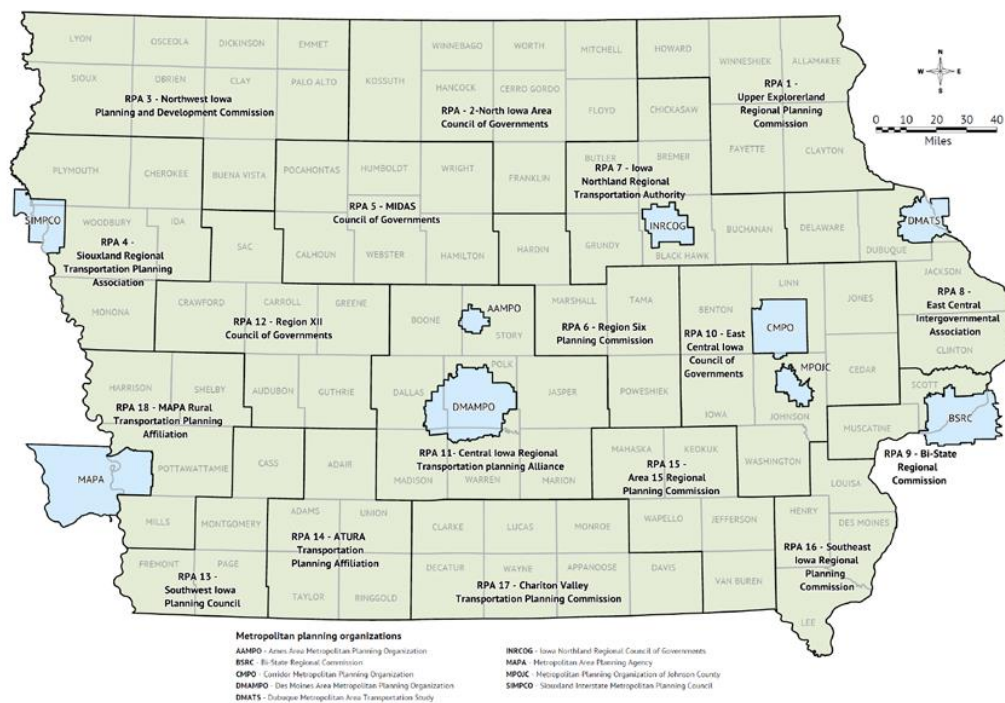 LYON
OSCEOLA
DICKINSON
EMMET
WINNEBAGO
WORTH
MITCHELL
HOWARD
WINNESHIEK
ALLAMAKEE
SIOUX
OBRIEN
CLAY
PALO ALTO
KOSSUTH
HANCOCK
CERRO GORDO
FLOYD
CHICKASAW
RPA 1 -
Upper Explorerland
Regional Planning
Commission
RPA 3 - Northwest Iowa
Planning and Development Commission
RPA - 2-North Iowa Area
Council of Governments
FAYETTE
CLAYTON
N
W
E
S
0
10
20
30
40
Miles
PLYMOUTH
CHEROKEE
BUENA VISTA
POCAHONTAS
HUMBOLDT
WRIGHT
FRANKLIN
BUTLER
BREMER
RPA 7 - Iowa
Northland Regional
Transportation Authority
RPA 5 - MIDAS
Council of Governments
SIMPCO
WOODBURY
IDA
SAC
CALHOUN
WEBSTER
HAMILTON
HARDIN
GRUNDY
INRCOG
BLACK HAWK
BUCHANAN
DELAWARE
DMATS
DUBUQUE
RPA 4 -
Siouxland Regional
Transportation Planning
Association
MONONA
CRAWFORD
CARROLL
GREENE
RPA 12 - Region XII
Council of Governments
BOONE
AAMPO
STORY
MARSHALL
TAMA
RPA 6 - Region Six
Planning Commission
BENTON
LINN
JONES
JACKSON
RPA 8 -
East Central
Intergovernmental
Association
CLINTON
RPA 10 - East
Central Iowa
Council of
Governments
CMPO
MPOJC
CEDAR
SCOTT
HARRISON
SHELBY
AUDUBON
GUTHRIE
DALLAS
POLK
DMAMPO
JASPER
POWESHIEK
IOWA
JOHNSON
MUSCATINE
BSRC
RPA 18 - MAPA Rural
Transportation Planning
Affiliation
MAPA
POTTAWATTAMIE
CASS
ADAIR
RPA 11- Central Iowa Regional
Transportation planning Alliance
MADISON
WARREN
MARION
MAHASKA
KEOKUK
RPA 15 -
Area 15 Regional
Planning Commission
WASHINGTON
LOUISA
RPA 9 - Bi-State
Regional
Commission
MILLS
MONTGOMERY
ADAMS
UNION
RPA 14 - ATURA
Transportation
Planning Affiliation
CLARKE
LUCAS
MONROE
WAPELLO
JEFFERSON
HENRY
DES MOINES
RPA 16 - Southeast
Iowa Regional
Planning
Commission
FREMONT
PAGE
RPA 13 -
Southwest Iowa
Planning Council
TAYLOR
RINGGOLD
DECATUR
WAYNE
APPANOOSE
DAVIS
VAN BUREN
LEE
RPA 17 - Chariton Valley
Transportation Planning Commission
Metropolitan planning organizations
AAMPO - Ames Area Metropolitan Planning Organization
BSRC - Bi-State Regional Commission
CMPO - Corridor Metropolitan Planning Organization
DMAMPO - Des Moines Area Metropolitan Planning Organization
DMATS - Dubuque Metropolitan Area Transportation Study
INRCOG - Iowa Northland Regional Council of Governments
MAPA - Metropolitan Area Planning Agency
MPOJC - Metropolitan Planning Organization of Johnson County
SIMPCO - Siouxland Interstate Metropolitan Planning Council